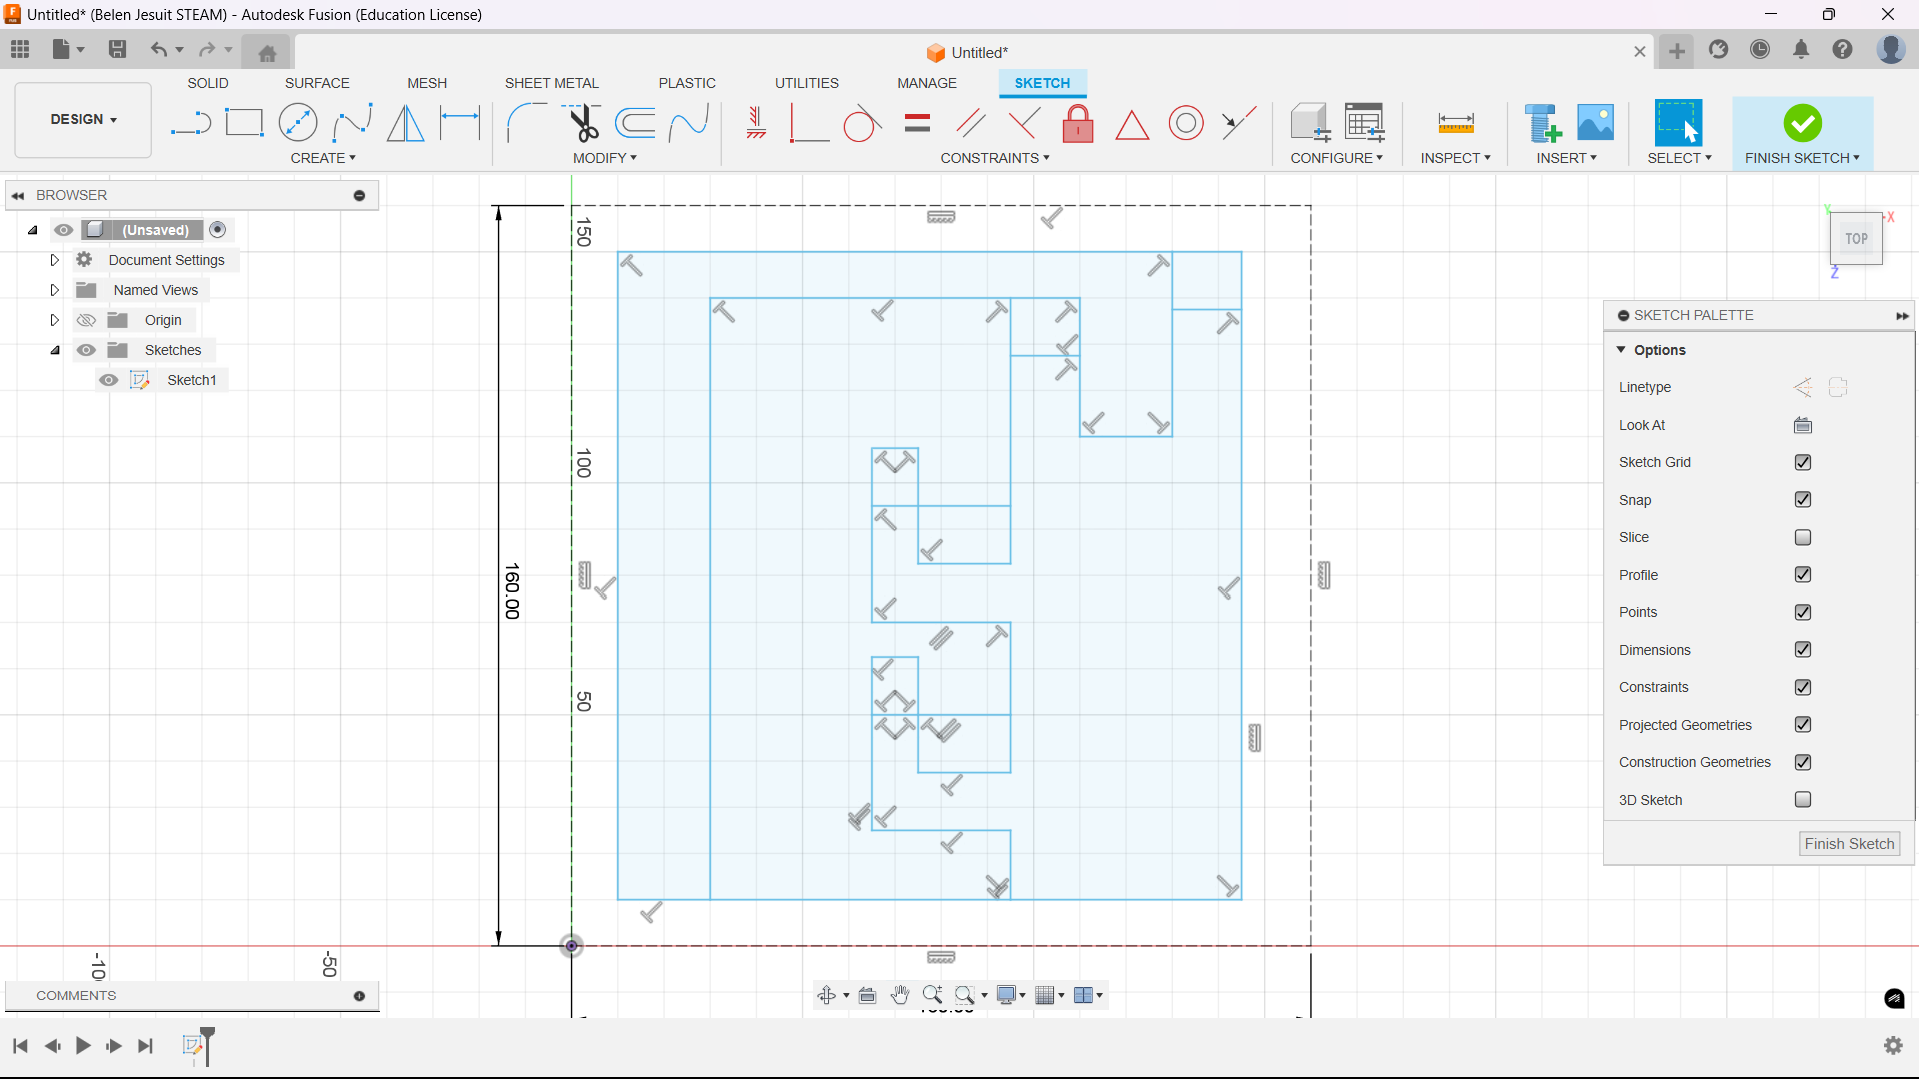 Untitled* (Belen Jesuit STEAM) - Autodesk Fusion (Education License)
Untitled*
SOLID SURFACE MESH SHEET METAL PLASTIC UTILITIES MANAGE SKETCH
DESIGN
CREATE MODIFY CONSTRAINTS CONFIGURE INSPECT INSERT SELECT FINISH SKETCH
BROWSER
(Unsaved)
Document Settings
Named Views
Origin
Sketches
Sketch1
150
100
50
160.00
-50
-10
X
Y
Z
TOP
SKETCH PALETTE
Options
Linetype
Look At
Sketch Grid
Snap
Slice
Profile
Points
Dimensions
Constraints
Projected Geometries
Construction Geometries
3D Sketch
Finish Sketch
COMMENTS